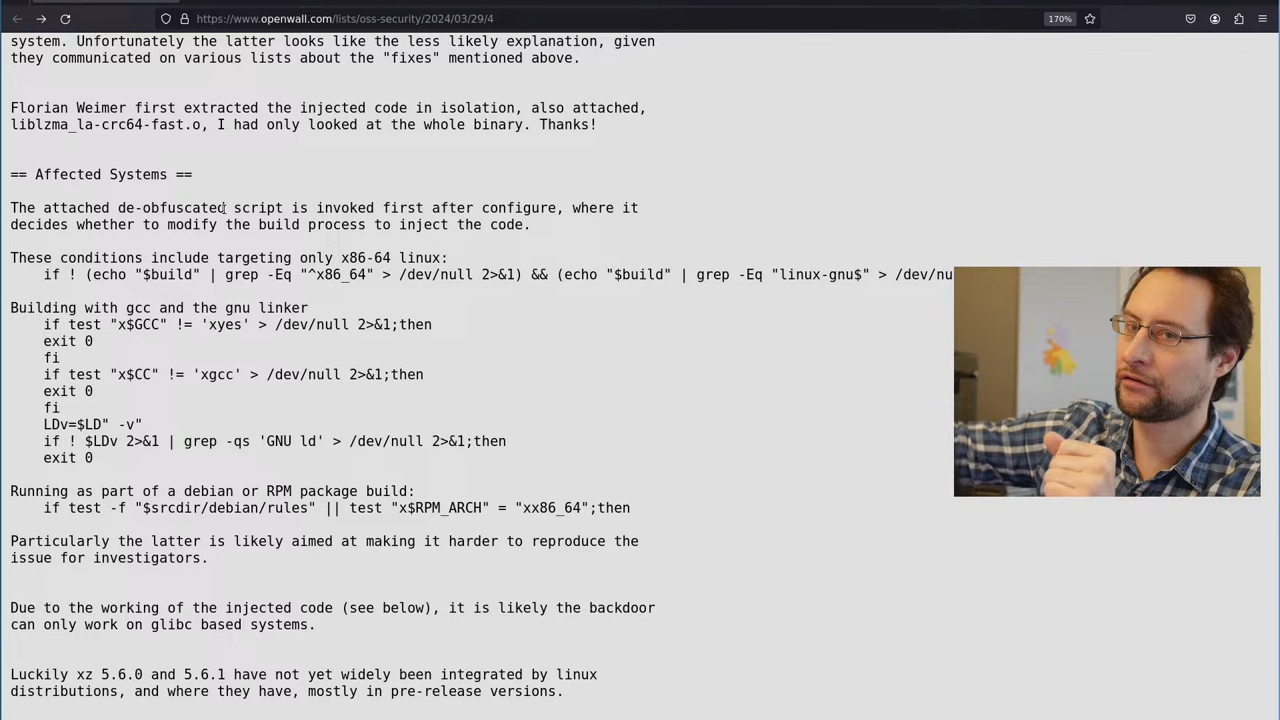 https://www.openwall.com/lists/oss-security/2024/03/29/4
170%
system. Unfortunately the latter looks like the less likely explanation, given
they communicated on various lists about the "fixes" mentioned above.
Florian Weimer first extracted the injected code in isolation, also attached,
liblzma_la-crc64-fast.o, I had only looked at the whole binary. Thanks!
== Affected Systems ==
The attached de-obfuscated script is invoked first after configure, where it
decides whether to modify the build process to inject the code.
These conditions include targeting only x86-64 linux:
if ! (echo "$build" | grep -Eq "^x86_64" > /dev/null 2>&1) && (echo "$build" | grep -Eq "linux-gnu$" > /dev/nu
Building with gcc and the gnu linker
if test "x$GCC" != 'xyes' > /dev/null 2>&1;then
exit 0
fi
if test "x$CC" != 'xgcc' > /dev/null 2>&1;then
exit 0
fi
LDv=$LD" -v"
if ! $LDv 2>&1 | grep -qs 'GNU ld' > /dev/null 2>&1;then
exit 0
Running as part of a debian or RPM package build:
if test -f "$srcdir/debian/rules" || test "x$RPM_ARCH" = "xx86_64";then
Particularly the latter is likely aimed at making it harder to reproduce the
issue for investigators.
Due to the working of the injected code (see below), it is likely the backdoor
can only work on glibc based systems.
Luckily xz 5.6.0 and 5.6.1 have not yet widely been integrated by linux
distributions, and where they have, mostly in pre-release versions.